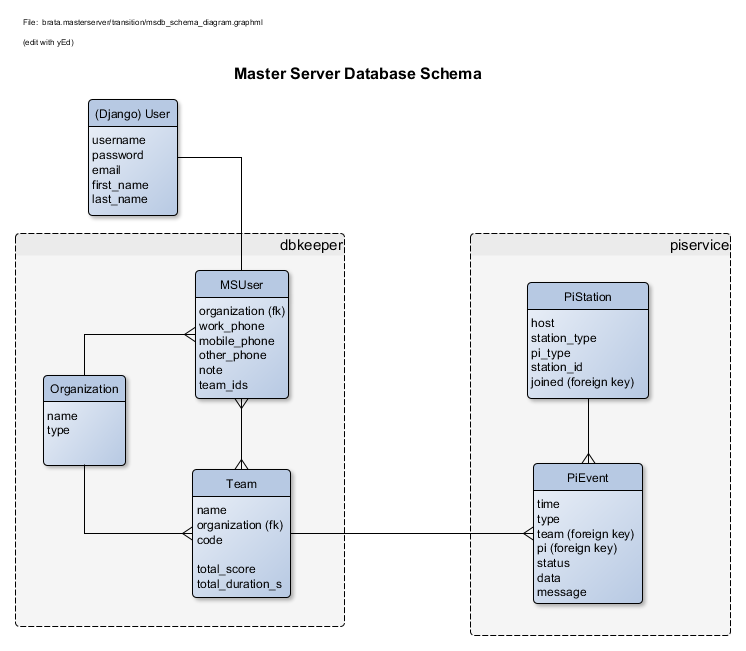 File:  brata.masterserver/transition/msdb_schema_diagram.graphml
(edit with yEd)
Master Server Database Schema
(Django) User
username
password
email
first_name
last_name
dbkeeper
MSUser
organization (fk)
work_phone
mobile_phone
other_phone
note
team_ids
Organization
name
type
Team
name
organization (fk)
code
total_score
total_duration_s
piservice
PiStation
host
station_type
pi_type
station_id
joined (foreign key)
PiEvent
time
type
team (foreign key)
pi (foreign key)
status
data
message